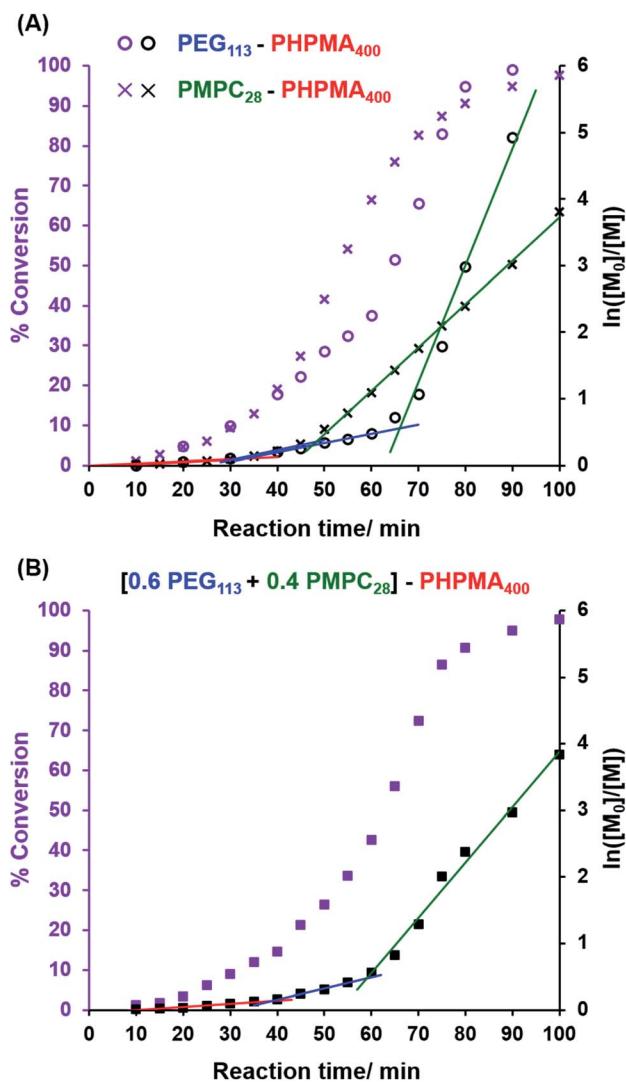 (A)
PEG113 - PHPMA400
PMPC28 - PHPMA400
100
90
80
70
60
50
40
30
20
10
0
% Conversion
6
5
4
3
2
1
0
ln([M0]/[M])
0 10 20 30 40 50 60 70 80 90 100
Reaction time/ min
(B)
[0.6 PEG113 + 0.4 PMPC28] - PHPMA400
100
90
80
70
60
50
40
30
20
10
0
% Conversion
6
5
4
3
2
1
0
ln([M0]/[M])
0 10 20 30 40 50 60 70 80 90 100
Reaction time/ min